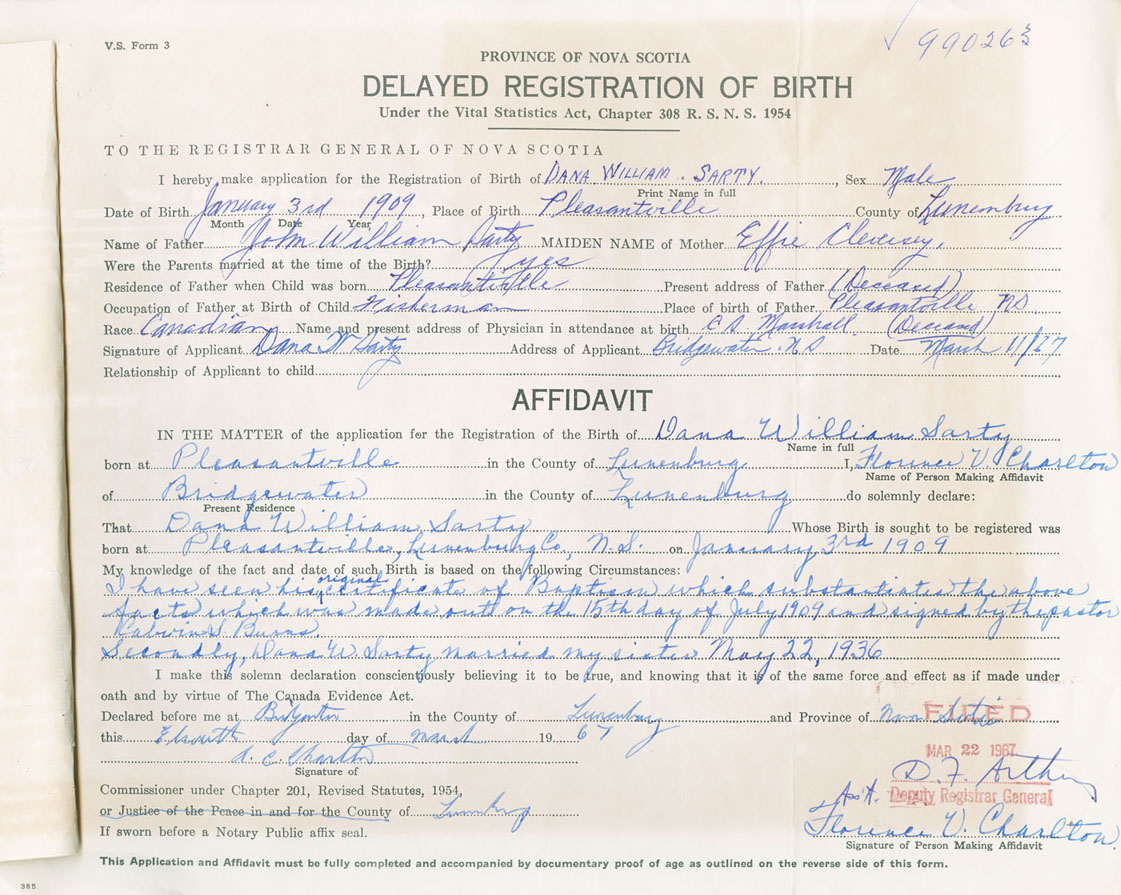 V.S. Form 3
✓ 990263
PROVINCE OF NOVA SCOTIA
DELAYED REGISTRATION OF BIRTH
Under the Vital Statistics Act, Chapter 308 R. S. N. S. 1954
TO THE REGISTRAR GENERAL OF NOVA SCOTIA
I hereby make application for the Registration of Birth of DANA WILLIAM . SARTY. , Sex Male
Print Name in full
Date of Birth January 3rd 1909, Place of Birth Pleasantville County of Lunenburg
Month Date Year
Name of Father John William Sarty MAIDEN NAME of Mother Effie Cleversey.
Were the Parents married at the time of the Birth? yes
Residence of Father when Child was born Pleasantville Present address of Father (Deceased)
Occupation of Father at Birth of Child Fisherman Place of birth of Father Pleasantville NS
Race Canadian Name and present address of Physician in attendance at birth Marshall (Deceased)
Signature of Applicant Dana W Sarty Address of Applicant Bridgewater . NS Date March 11/67
Relationship of Applicant to child
AFFIDAVIT
IN THE MATTER of the application for the Registration of the Birth of Dana William Sarty
Name in full
born at Pleasantville in the County of Lunenburg I, Florence V. Charlton
Name of Person Making Affidavit
of Bridgewater in the County of Lunenburg do solemnly declare:
Present Residence
That Dana William Sarty Whose Birth is sought to be registered was
born at Pleasantville, Lunenburg Co., N.S. on January 3rd 1909
My knowledge of the fact and date of such Birth is based on the following Circumstances:
I have seen his original certificate of Baptism which substantiates the above
facts which was made out on the 15th day of July 1909 and signed by the pastor
Burns.
Secondly, Dana W Sarty married my sister May 22, 1936
I make this solemn declaration conscientiously believing it to be true, and knowing that it is of the same force and effect as if made under
oath and by virtue of The Canada Evidence Act.
Declared before me at Bridgewater in the County of Lunenburg and Province of Nova Scotia
FILED
this day of March 1967
MAR 22 1967
Charlton
Signature of
D. F. Arthur
Commissioner under Chapter 201, Revised Statutes, 1954,
Ass't. Deputy Registrar General
or Justice of the Peace in and for the County of Lunenburg
Florence V. Charlton.
If sworn before a Notary Public affix seal.
Signature of Person Making Affidavit
This Application and Affidavit must be fully completed and accompanied by documentary proof of age as outlined on the reverse side of this form.
385